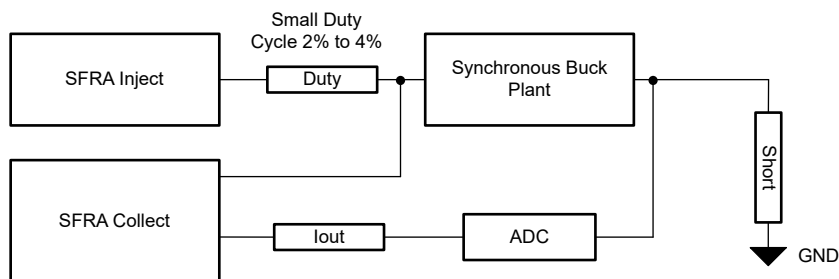 Small Duty
Cycle 2% to 4%
SFRA Inject
Duty
Synchronous Buck
Plant
SFRA Collect
Iout
ADC
Short
GND